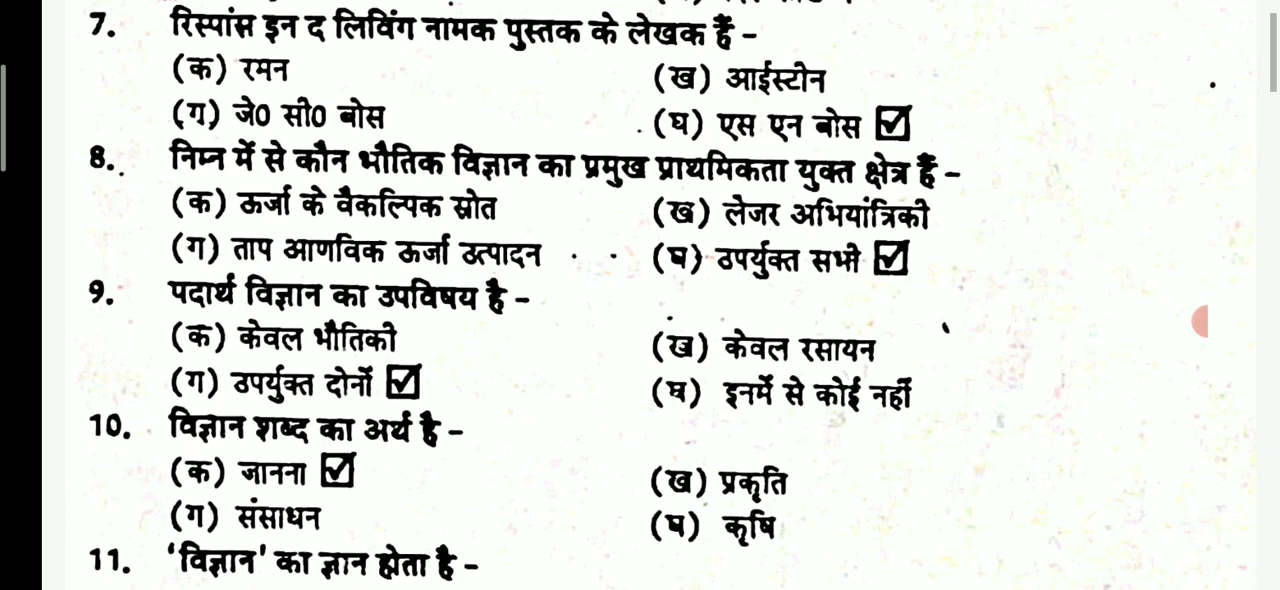 7. रिस्पांस इन द लिविंग नामक पुस्तक के लेखक हैं -
(क) रमन (ख) आईस्टीन
(ग) जे0 सी0 बोस (घ) एस एन बोस ☑
8. निम्न में से कौन भौतिक विज्ञान का प्रमुख प्राथमिकता युक्त क्षेत्र हैं -
(क) ऊर्जा के वैकल्पिक स्रोत (ख) लेजर अभियांत्रिकी
(ग) ताप आणविक ऊर्जा उत्पादन (घ) उपर्युक्त सभी ☑
9. पदार्थ विज्ञान का उपविषय है -
(क) केवल भौतिकी (ख) केवल रसायन
(ग) उपर्युक्त दोनों ☑ (घ) इनमें से कोई नहीं
10. विज्ञान शब्द का अर्थ है -
(क) जानना ☑ (ख) प्रकृति
(ग) संसाधन (घ) कृषि
11. 'विज्ञान' का ज्ञान होता है -